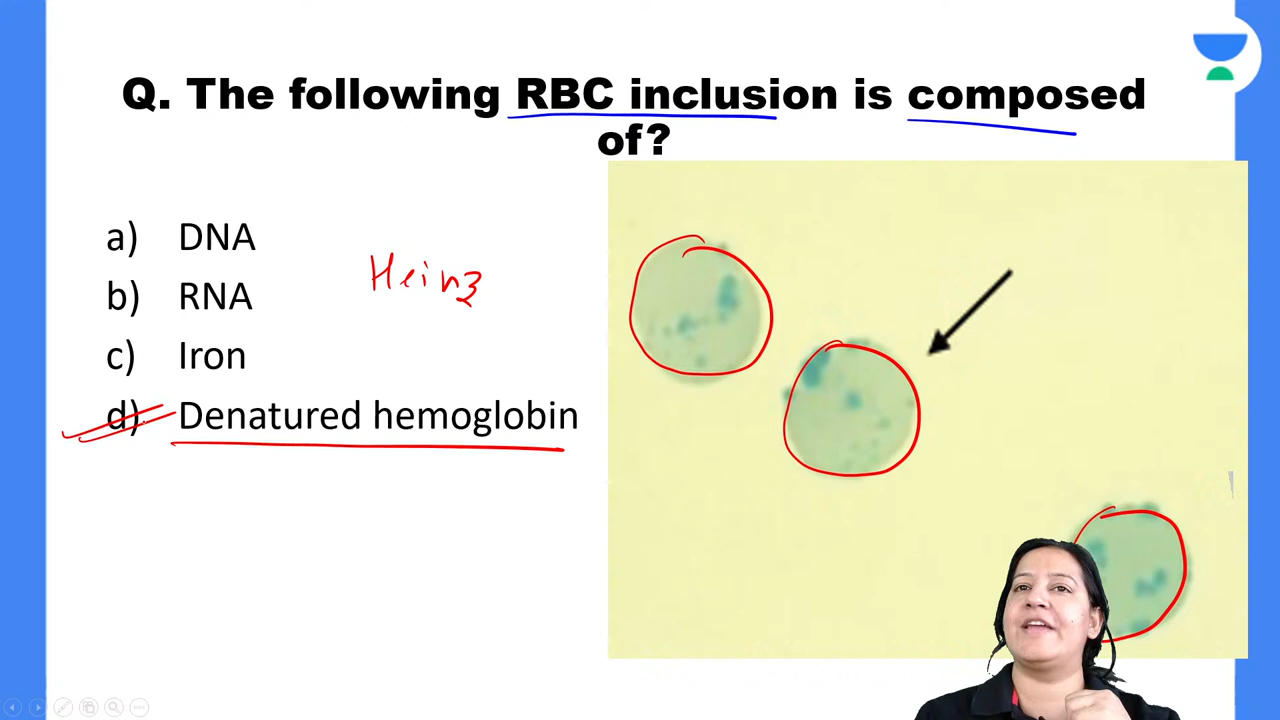 Q. The following RBC inclusion is composed
of?
a) DNA
Heinz
b) RNA
c) Iron
d) Denatured hemoglobin